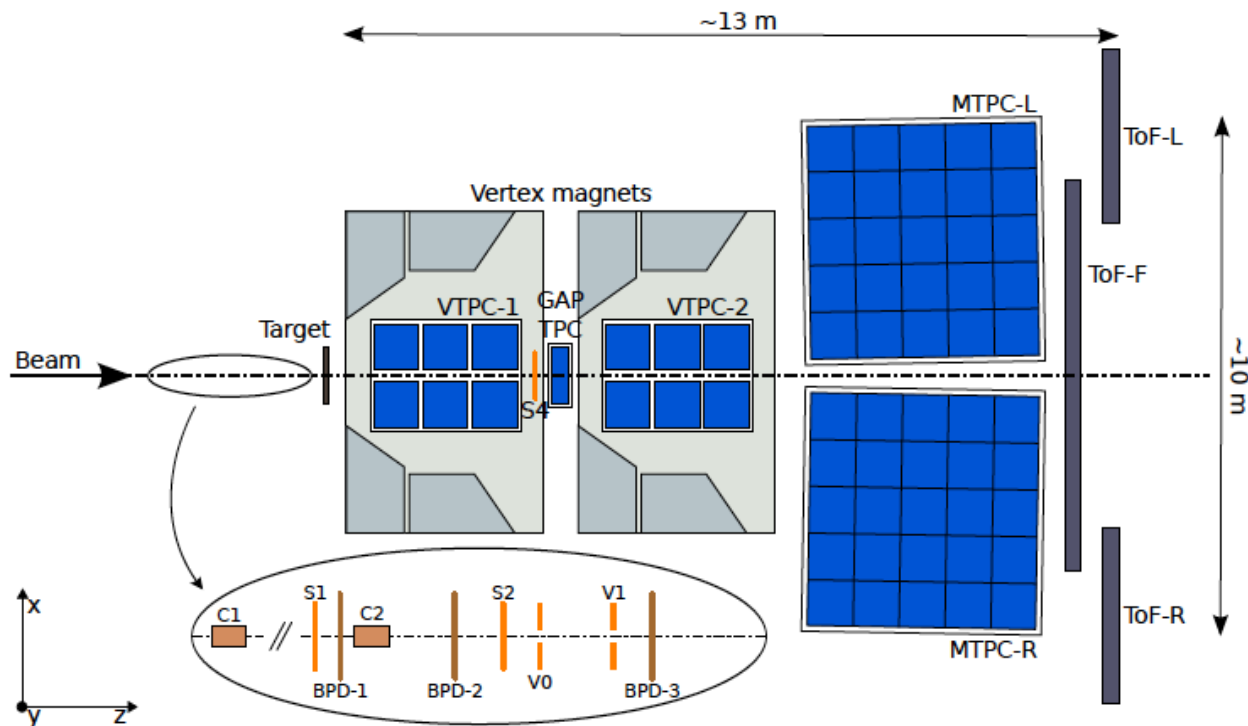 ~13 m
MTPC-L
ToF-L
Vertex magnets
ToF-F
GAP
VTPC-1
TPC
VTPC-2
Target
Beam
S4
~10 m
x
S1
S2
V1
C1
C2
ToF-R
MTPC-R
BPD-1
BPD-2
V0
BPD-3
y
z